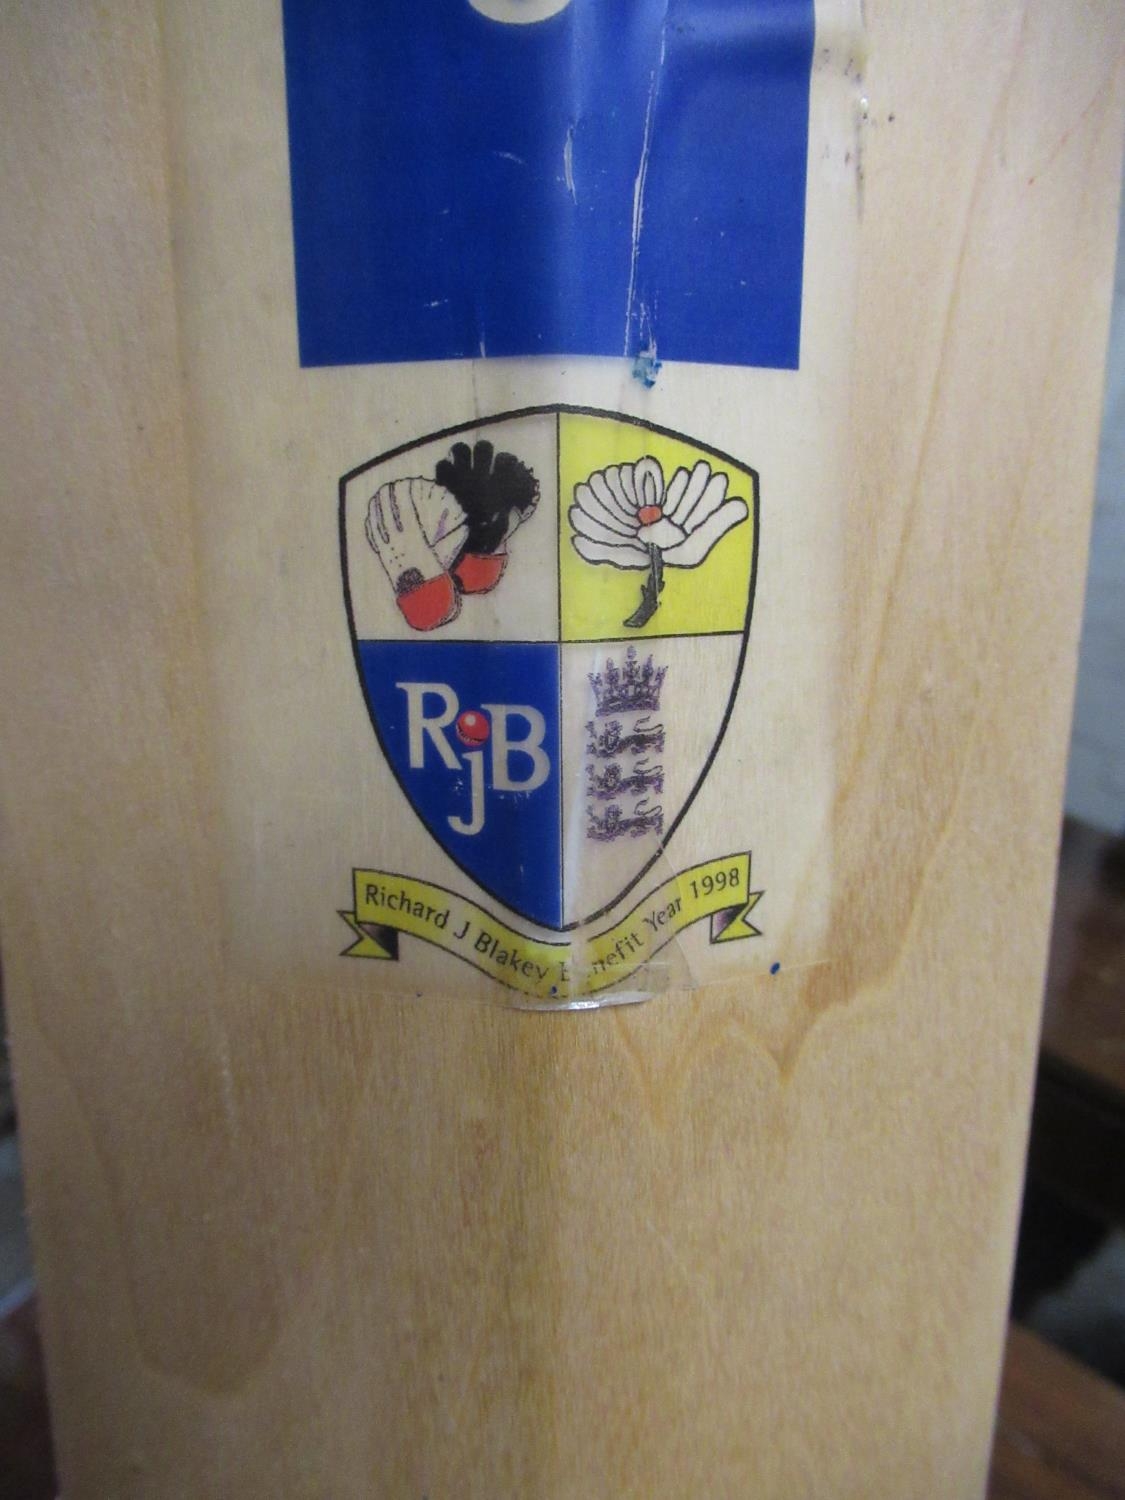 RJB
Richard J Blakey Benefit Year 1998